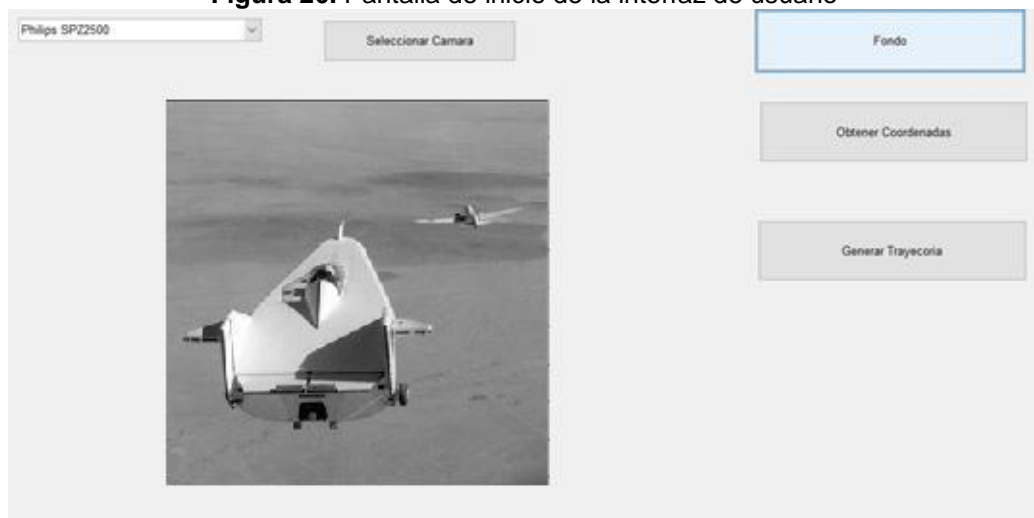 Figura 20. Pantalla de inicio de la interfaz de usuario
Philips SPZ2500
Seleccionar Camara
Fondo
Obtener Coordenadas
Generar Trayecoria